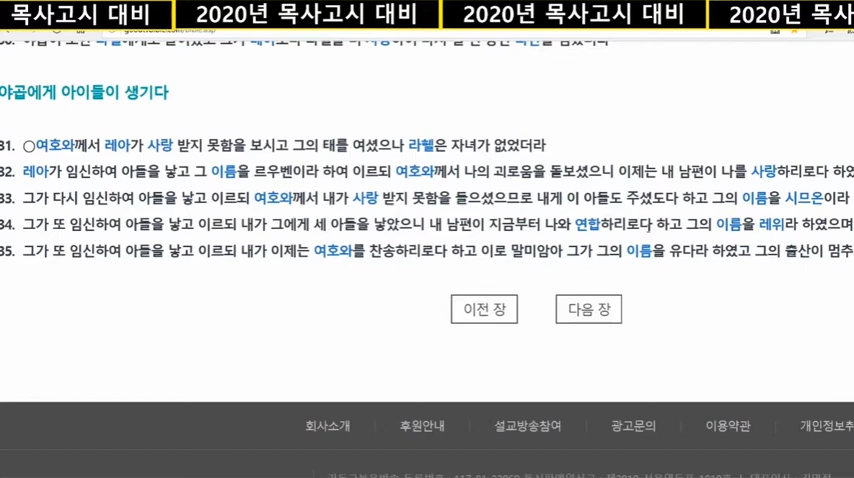 목사고시 대비 2020년 목사고시 대비 2020년 목사고시 대비 2020년 목사
야곱에게 아이들이 생기다
31. ○여호와께서 레아가 사랑 받지 못함을 보시고 그의 태를 여셨으나 라헬은 자녀가 없었더라
32. 레아가 임신하여 아들을 낳고 그 이름을 르우벤이라 하여 이르되 여호와께서 나의 괴로움을 돌보셨으니 이제는 내 남편이 나를 사랑하리로다 하였
33. 그가 다시 임신하여 아들을 낳고 이르되 여호와께서 내가 사랑 받지 못함을 들으셨으므로 내게 이 아들도 주셨도다 하고 그의 이름을 시므온이라
34. 그가 또 임신하여 아들을 낳고 이르되 내가 그에게 세 아들을 낳았으니 내 남편이 지금부터 나와 연합하리로다 하고 그의 이름을 레위라 하였으며
35. 그가 또 임신하여 아들을 낳고 이르되 내가 이제는 여호와를 찬송하리로다 하고 이로 말미암아 그가 그의 이름을 유다라 하였고 그의 출산이 멈추
이전 장 다음 장
회사소개 후원안내 설교방송참여 광고문의 이용약관 개인정보취